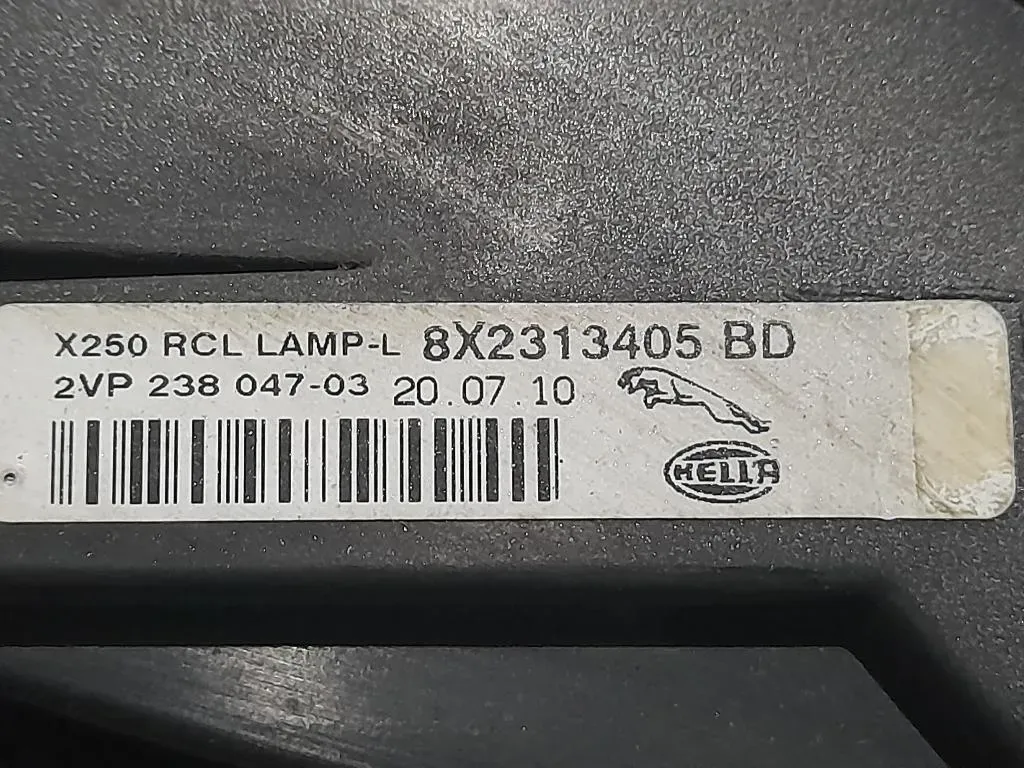 X250 RCL LAMP-L 8X2313405 BD
2VP 238 047-03 20.07.10
HELLA